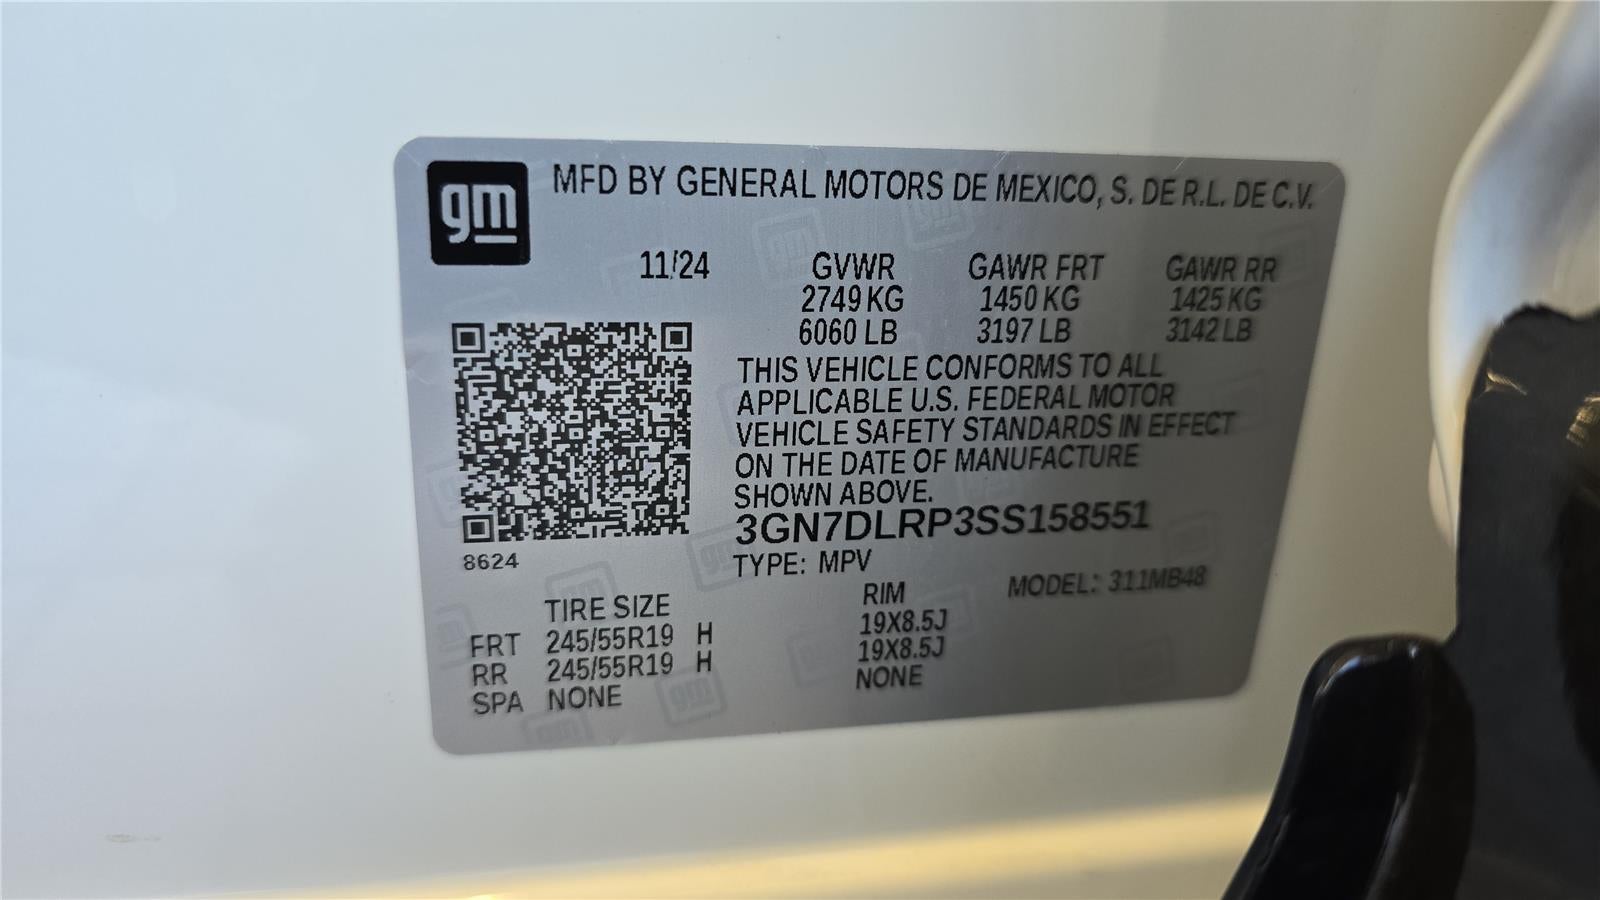 gm
MFD BY GENERAL MOTORS DE MEXICO, S. DE R.L. DE C.V.
11/24 GVWR GAWR FRT GAWR RR
2749 KG 1450 KG 1425 KG
6060 LB 3197 LB 3142 LB
THIS VEHICLE CONFORMS TO ALL
APPLICABLE U.S. FEDERAL MOTOR
VEHICLE SAFETY STANDARDS IN EFFECT
ON THE DATE OF MANUFACTURE
SHOWN ABOVE.
3GN7DLRP3SS158551
8624
TYPE: MPV MODEL: 311MB48
TIRE SIZE RIM
FRT 245/55R19 H 19X8.5J
RR 245/55R19 H 19X8.5J
SPA NONE NONE